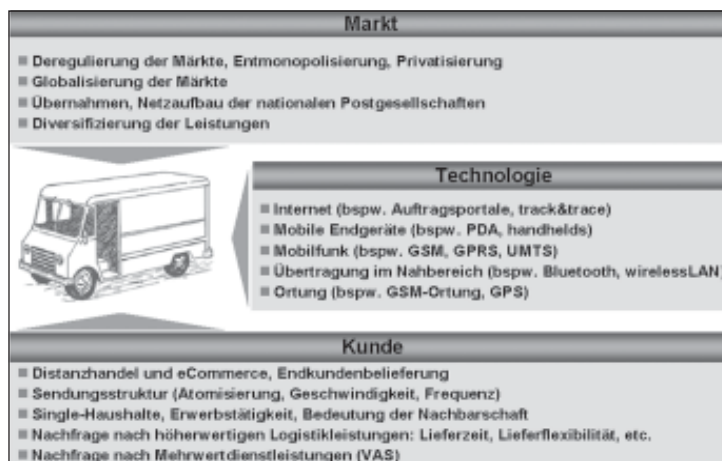 Markt
Deregulierung der Märkte, Entmonopolisierung, Privatisierung
Globalisierung der Märkte
Übernahmen, Netzaufbau der nationalen Postgesellschaften
Diversifizierung der Leistungen
Technologie
Internet (bspw. Auftragsportale, track&trace)
Mobile Endgeräte (bspw. PDA, handhelds)
Mobilfunk (bspw. GSM, GPRS, UMTS)
Übertragung im Nahbereich (bspw. Bluetooth, wirelessLAN)
Ortung (bspw. GSM-Ortung, GPS)
Kunde
Distanzhandel und eCommerce, Endkundenbelieferung
Sendungsstruktur (Atomisierung, Geschwindigkeit, Frequenz)
Single-Haushalte, Erwerbstätigkeit, Bedeutung der Nachbarschaft
Nachfrage nach höherwertigen Logistikleistungen: Lieferzeit, Lieferflexibilität, etc.
Nachfrage nach Mehrwertdienstleistungen (VAS)